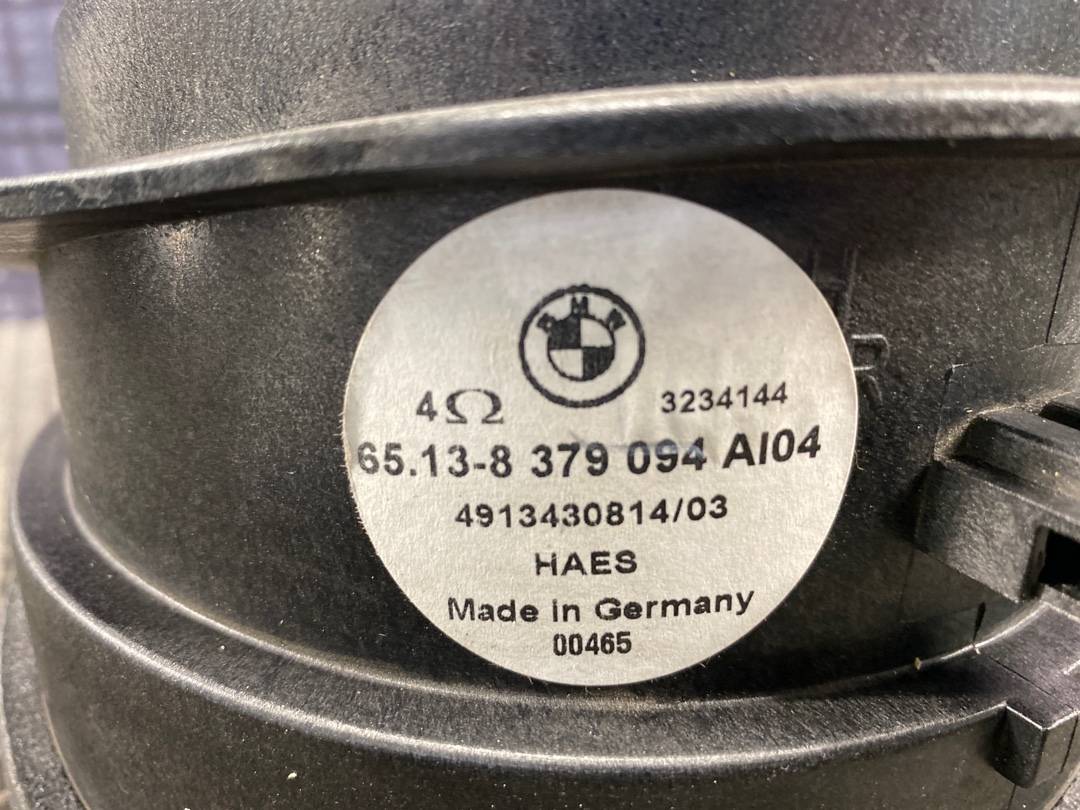 BMW
4Ω
3234144
65.13-8 379 094 AI04
4913430814/03
HAES
Made in Germany
00465
R